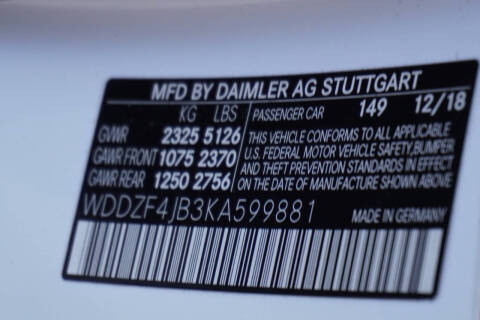 MFD BY DAIMLER AG STUTTGART
KG LBS
GVWR 2325 5126
GAWR FRONT 1075 2370
GAWR REAR 1250 2756
PASSENGER CAR 149 12/18
THIS VEHICLE CONFORMS TO ALL APPLICABLE
U.S. FEDERAL MOTOR VEHICLE SAFETY,BUMPER
AND THEFT PREVENTION STANDARDS IN EFFECT
ON THE DATE OF MANUFACTURE SHOWN ABOVE
WDDZF4JB3KA599881
MADE IN GERMANY